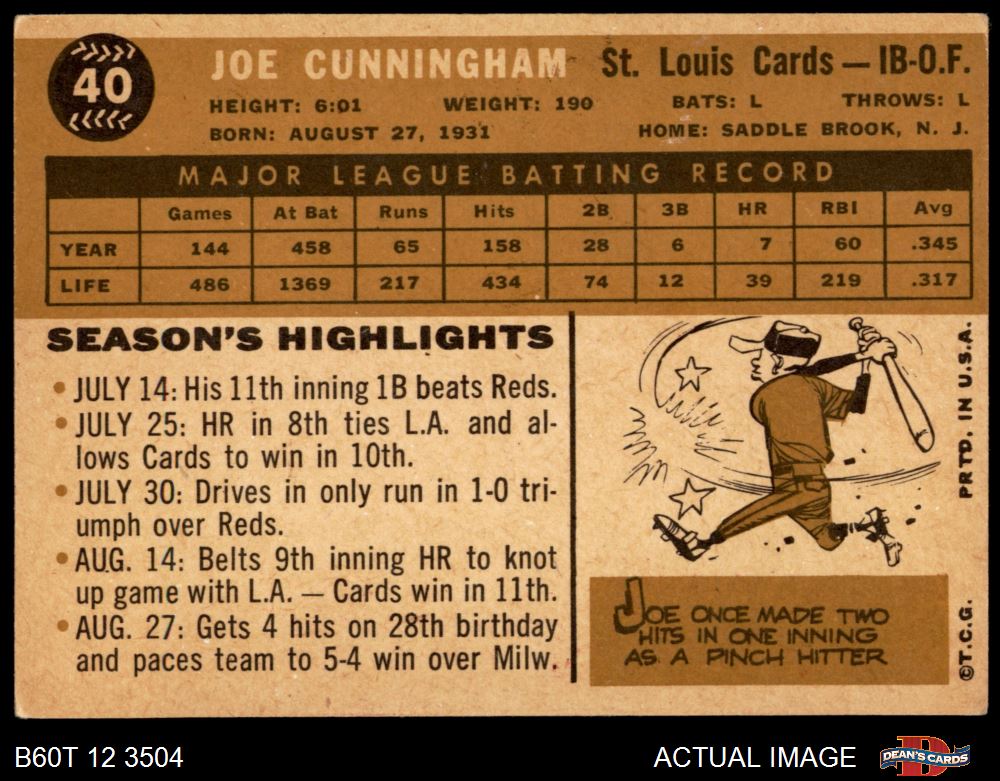 40
JOE CUNNINGHAM St. Louis Cards — IB-O.F.
HEIGHT: 6:01 WEIGHT: 190 BATS: L THROWS: L
BORN: AUGUST 27, 1931 HOME: SADDLE BROOK, N. J.
MAJOR LEAGUE BATTING RECORD
Games At Bat Runs Hits 2B 3B HR RBI Avg
YEAR 144 458 65 158 28 6 7 60 .345
LIFE 486 1369 217 434 74 12 39 219 .317
SEASON'S HIGHLIGHTS
• JULY 14: His 11th inning 1B beats Reds.
• JULY 25: HR in 8th ties L.A. and al-
lows Cards to win in 10th.
• JULY 30: Drives in only run in 1-0 tri-
umph over Reds.
• AUG. 14: Belts 9th inning HR to knot
up game with L.A. — Cards win in 11th.
• AUG. 27: Gets 4 hits on 28th birthday
and paces team to 5-4 win over Milw.
JOE ONCE MADE TWO
HITS IN ONE INNING
AS A PINCH HITTER
©T.C.G. PRTD. IN U.S.A.
B60T 12 3504 ACTUAL IMAGE D DEAN'S CARDS